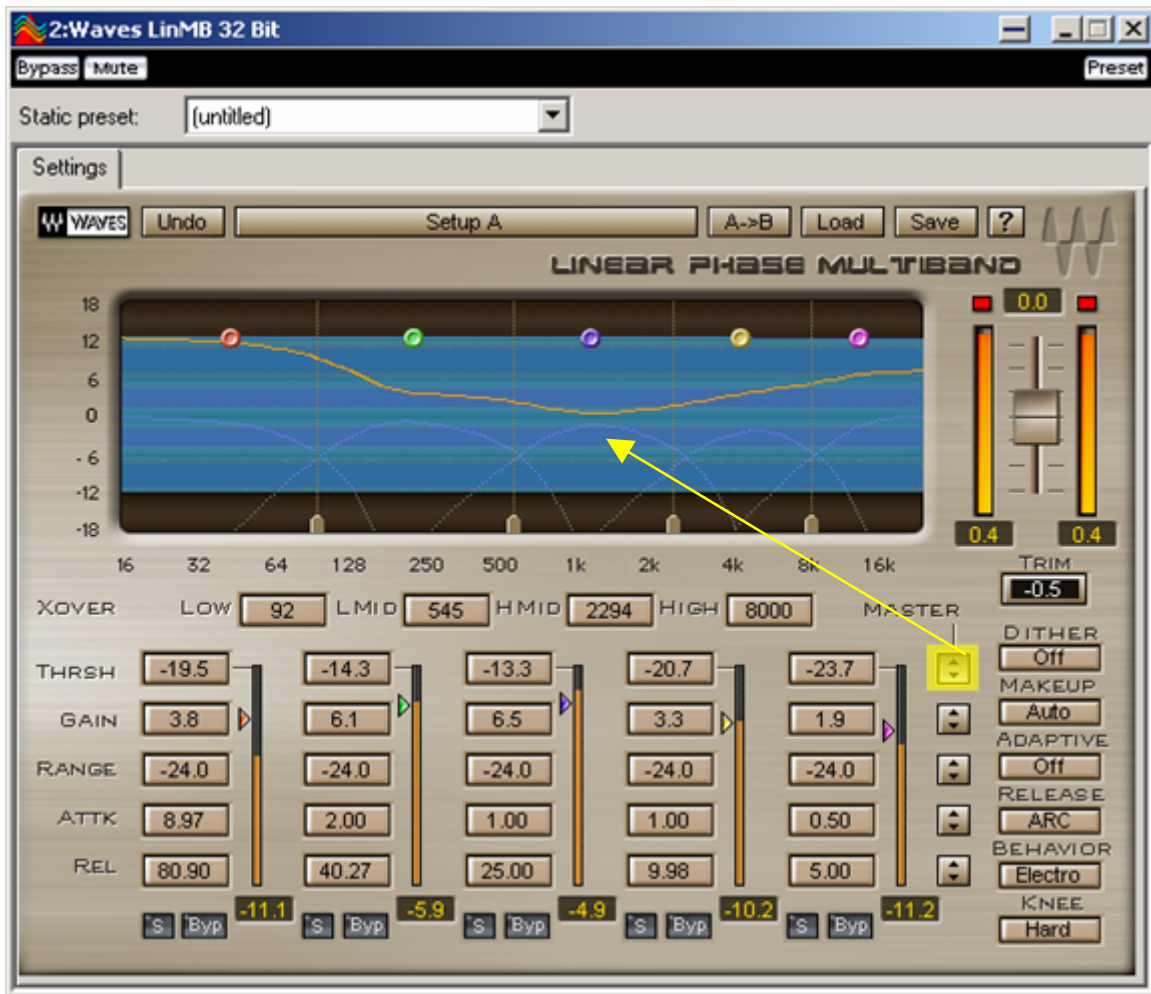 2:Waves LinMB 32 Bit
Bypass Mute Preset
Static preset: (untitled)
Settings
WAVES Undo Setup A A->B Load Save ?
LINEAR PHASE MULTIBAND
18
12
6
0
-6
-12
-18
0.0
0.4 0.4
16 32 64 128 250 500 1k 2k 4k 8k 16k
TRIM
-0.5
XOVER LOW 92 LMID 545 HMID 2294 HIGH 8000 MASTER
DITHER
Off
THRSH -19.5 -14.3 -13.3 -20.7 -23.7
MAKEUP
Auto
GAIN 3.8 6.1 6.5 3.3 1.9
ADAPTIVE
Off
RANGE -24.0 -24.0 -24.0 -24.0 -24.0
RELEASE
ARC
ATTK 8.97 2.00 1.00 1.00 0.50
BEHAVIOR
Electro
REL 80.90 40.27 25.00 9.98 5.00
KNEE
Hard
-11.1 -5.9 -4.9 -10.2 -11.2
S Byp S Byp S Byp S Byp S Byp